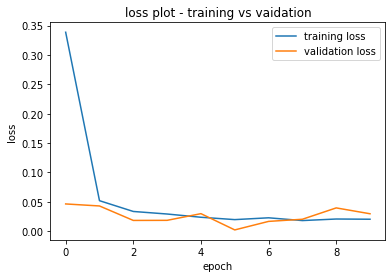 loss plot - training vs vaidation
training loss
validation loss
0.35
0.30
0.25
0.20
0.15
0.10
0.05
0.00
loss
0 2 4 6 8
epoch